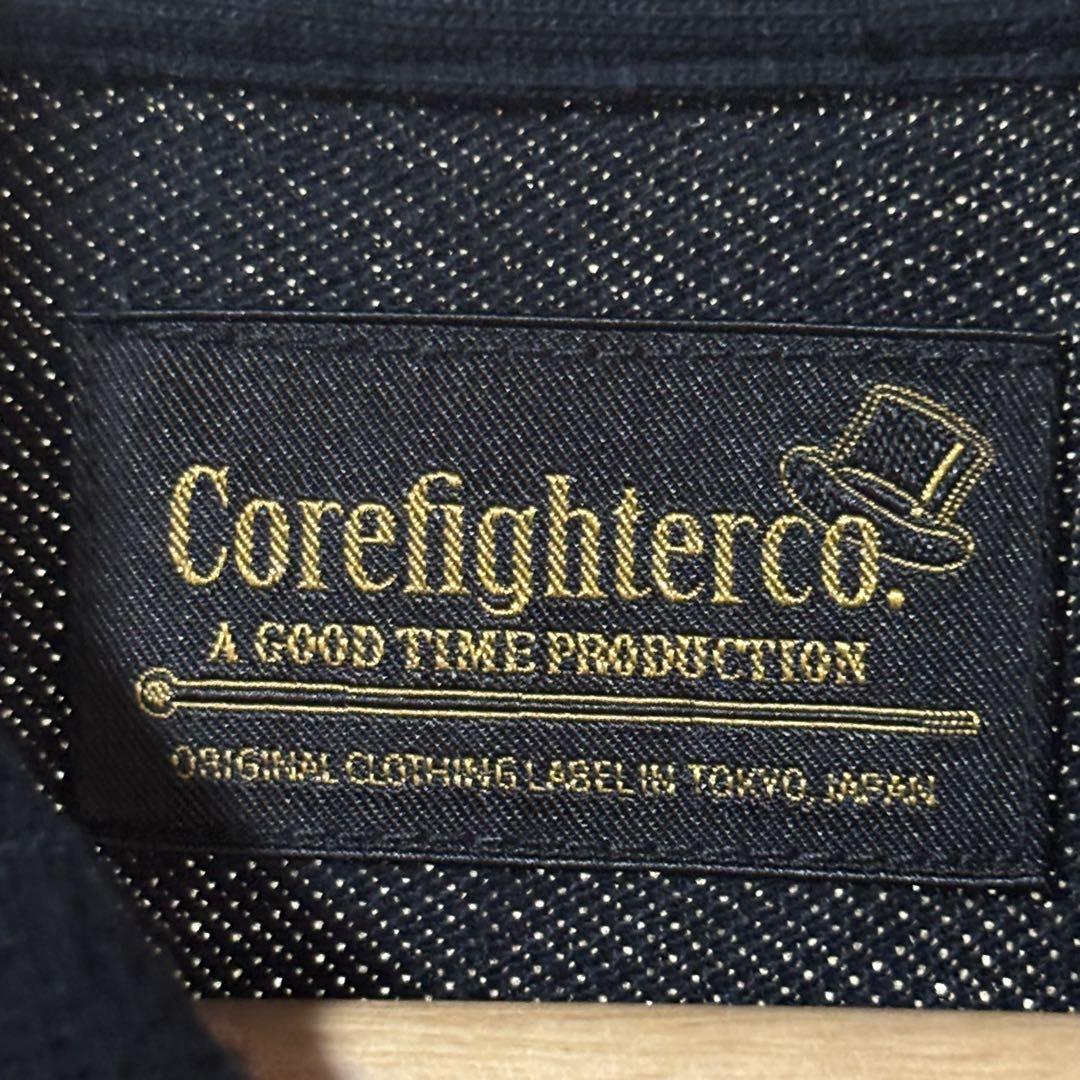 Corefighterco.
A GOOD TIME PRODUCTION
ORIGINAL CLOTHING LABEL IN TOKYO, JAPAN